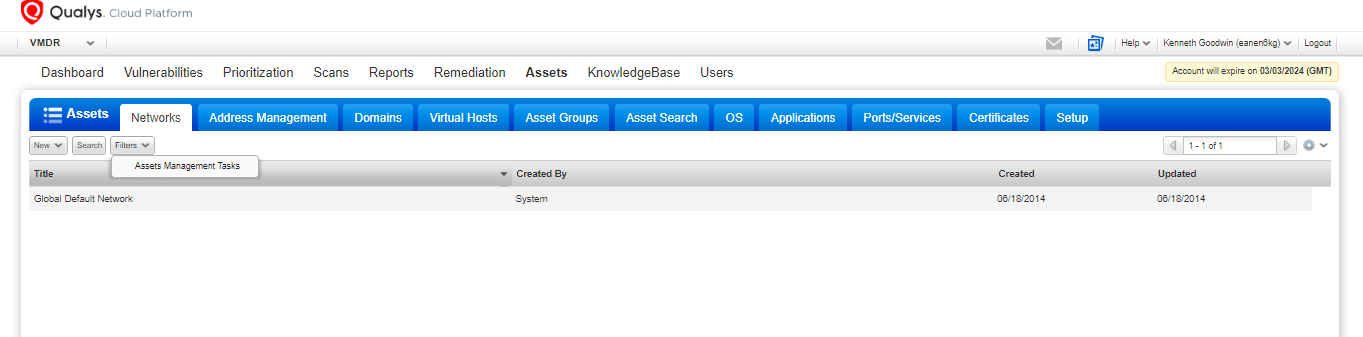 Qualys. Cloud Platform
VMDR
Help
Kenneth Goodwin (eanen6kg)
Logout
Dashboard Vulnerabilities Prioritization Scans Reports Remediation Assets KnowledgeBase Users
Account will expire on 03/03/2024 (GMT)
Assets Networks Address Management Domains Virtual Hosts Asset Groups Asset Search OS Applications Ports/Services Certificates Setup
New Search Filters 1 - 1 of 1
Assets Management Tasks
Title Created By Created Updated
Global Default Network System 06/18/2014 06/18/2014